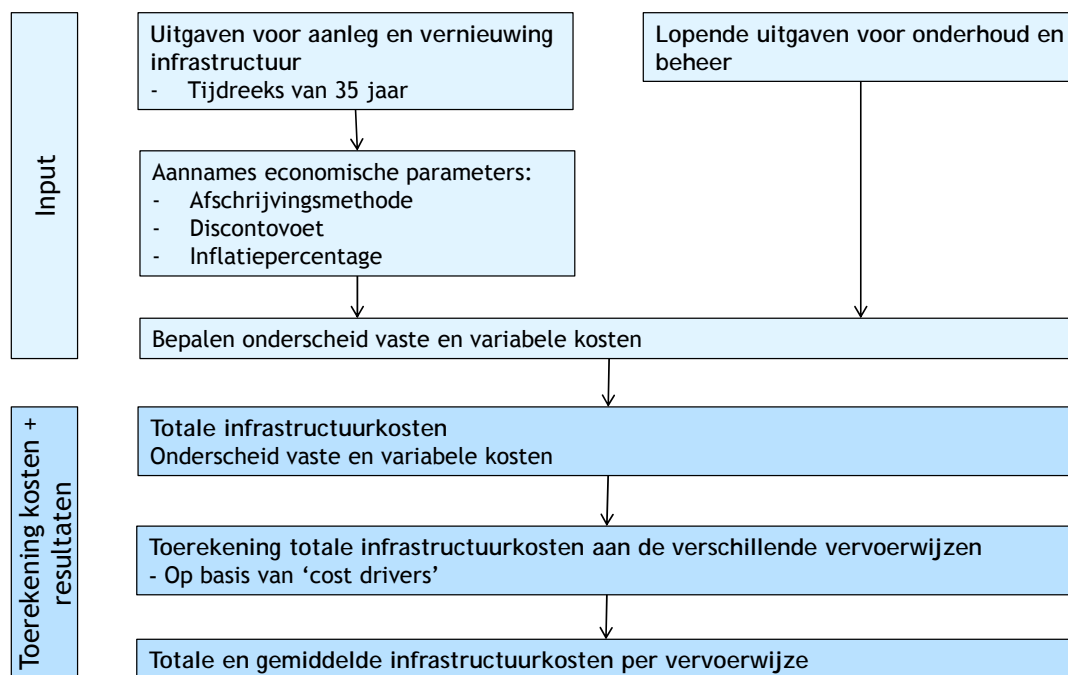 Input
Uitgaven voor aanleg en vernieuwing
infrastructuur
- Tijdreeks van 35 jaar
Lopende uitgaven voor onderhoud en
beheer
Aannames economische parameters:
- Afschrijvingsmethode
- Discontovoet
- Inflatiepercentage
Bepalen onderscheid vaste en variabele kosten
Toerekening kosten +
resultaten
Totale infrastructuurkosten
Onderscheid vaste en variabele kosten
Toerekening totale infrastructuurkosten aan de verschillende vervoerwijzen
- Op basis van ‘cost drivers’
Totale en gemiddelde infrastructuurkosten per vervoerwijze